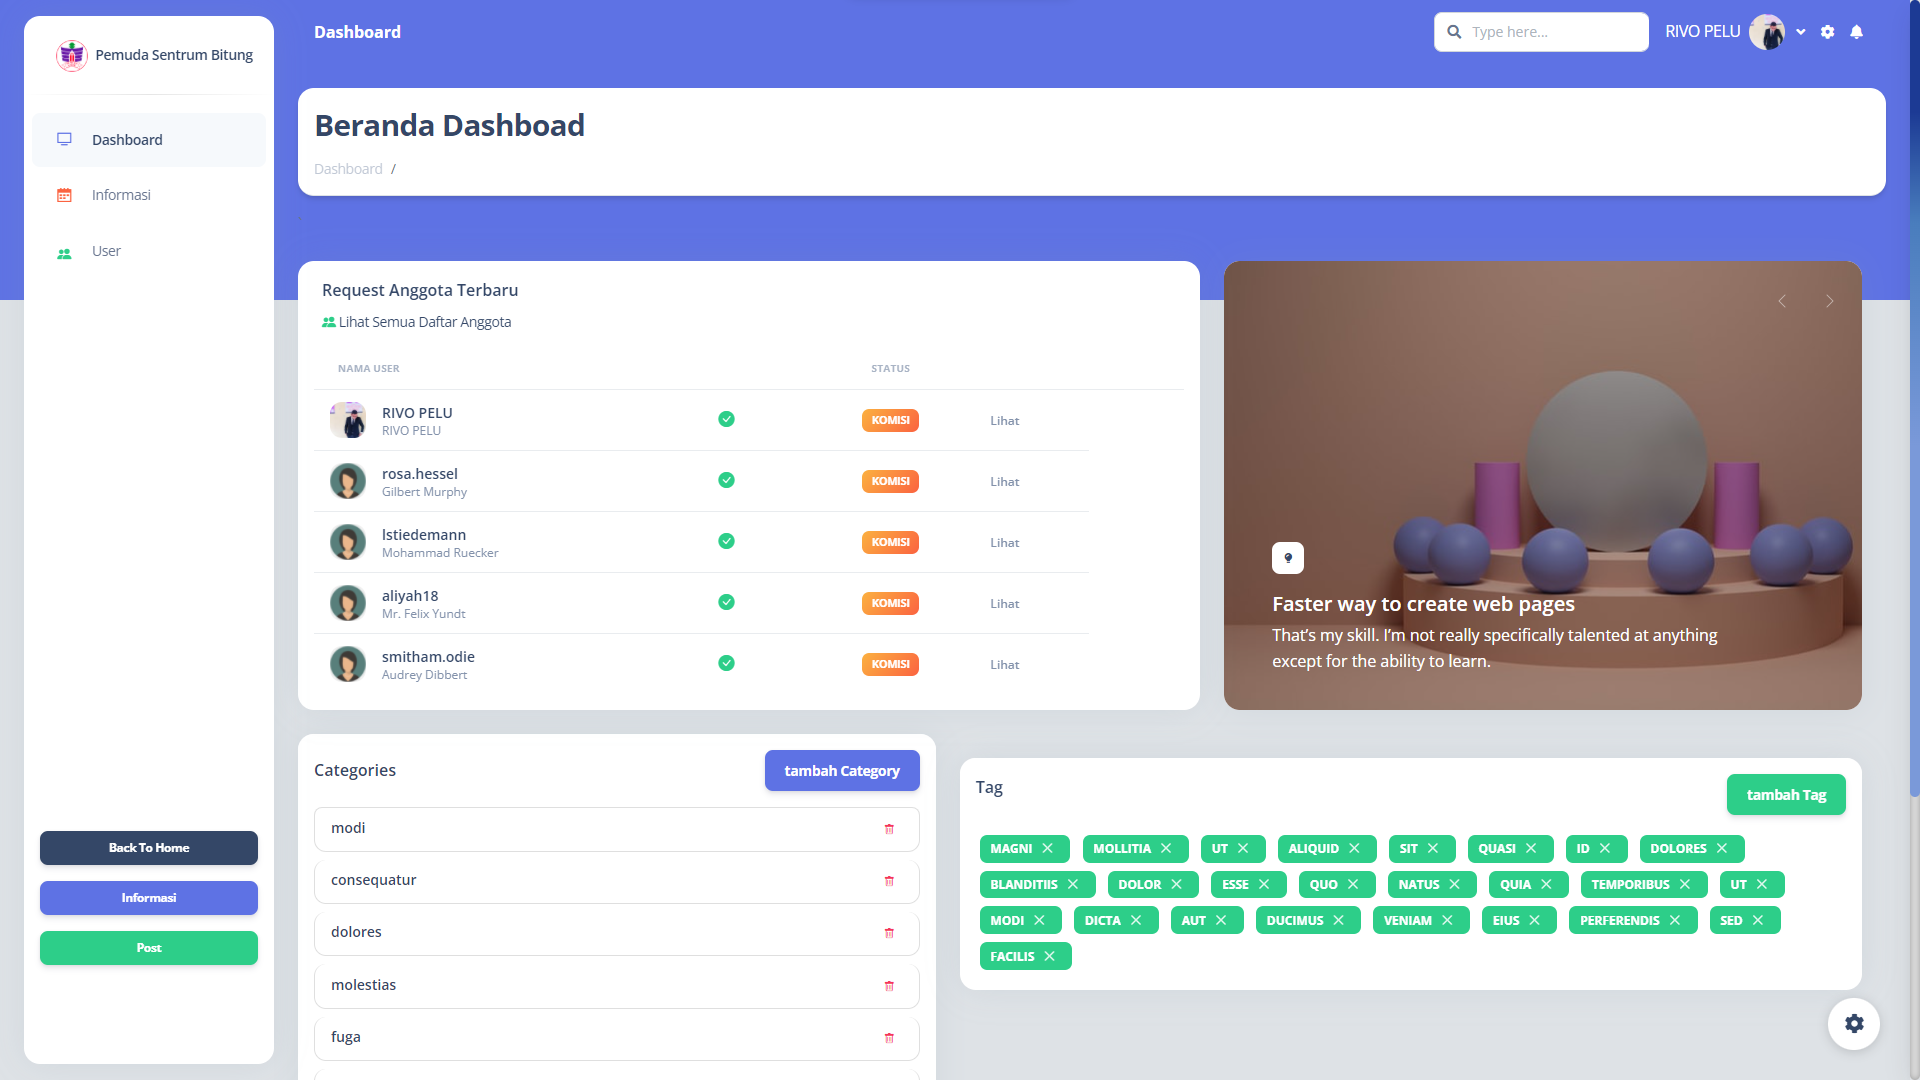 Pemuda Sentrum Bitung
Dashboard
Informasi
User
Back To Home
Informasi
Post
Dashboard
Type here...
RIVO PELU
Beranda Dashboad
Dashboard /
Request Anggota Terbaru
Lihat Semua Daftar Anggota
NAMA USER STATUS
RIVO PELU
RIVO PELU
KOMISI
Lihat
rosa.hessel
Gilbert Murphy
KOMISI
Lihat
lstiedemann
Mohammad Ruecker
KOMISI
Lihat
aliyah18
Mr. Felix Yundt
KOMISI
Lihat
smitham.odie
Audrey Dibbert
KOMISI
Lihat
Faster way to create web pages
That’s my skill. I’m not really specifically talented at anything
except for the ability to learn.
Categories
tambah Category
modi
consequatur
dolores
molestias
fuga
Tag
tambah Tag
MAGNI MOLLITIA UT ALIQUID SIT QUASI ID DOLORES
BLANDITIIS DOLOR ESSE QUO NATUS QUIA TEMPORIBUS UT
MODI DICTA AUT DUCIMUS VENIAM EIUS PERFERENDIS SED
FACILIS